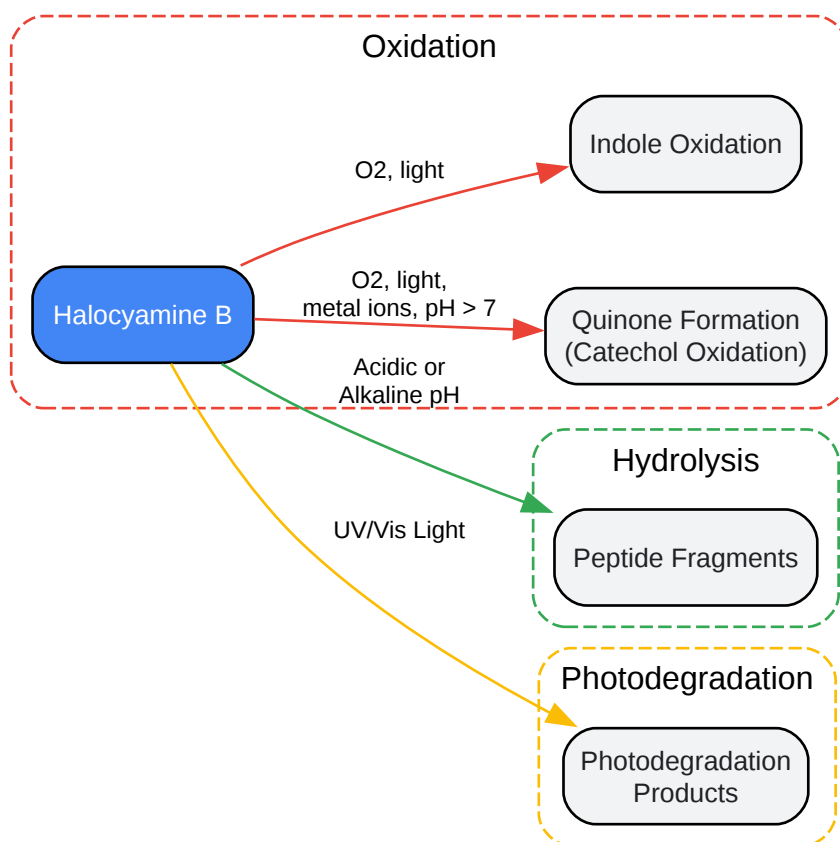 Oxidation
Indole Oxidation
O2, light
Halocyamine B
O2, light,
metal ions, pH > 7
Quinone Formation
(Catechol Oxidation)
Acidic or
Alkaline pH
Hydrolysis
Peptide Fragments
UV/Vis Light
Photodegradation
Photodegradation
Products